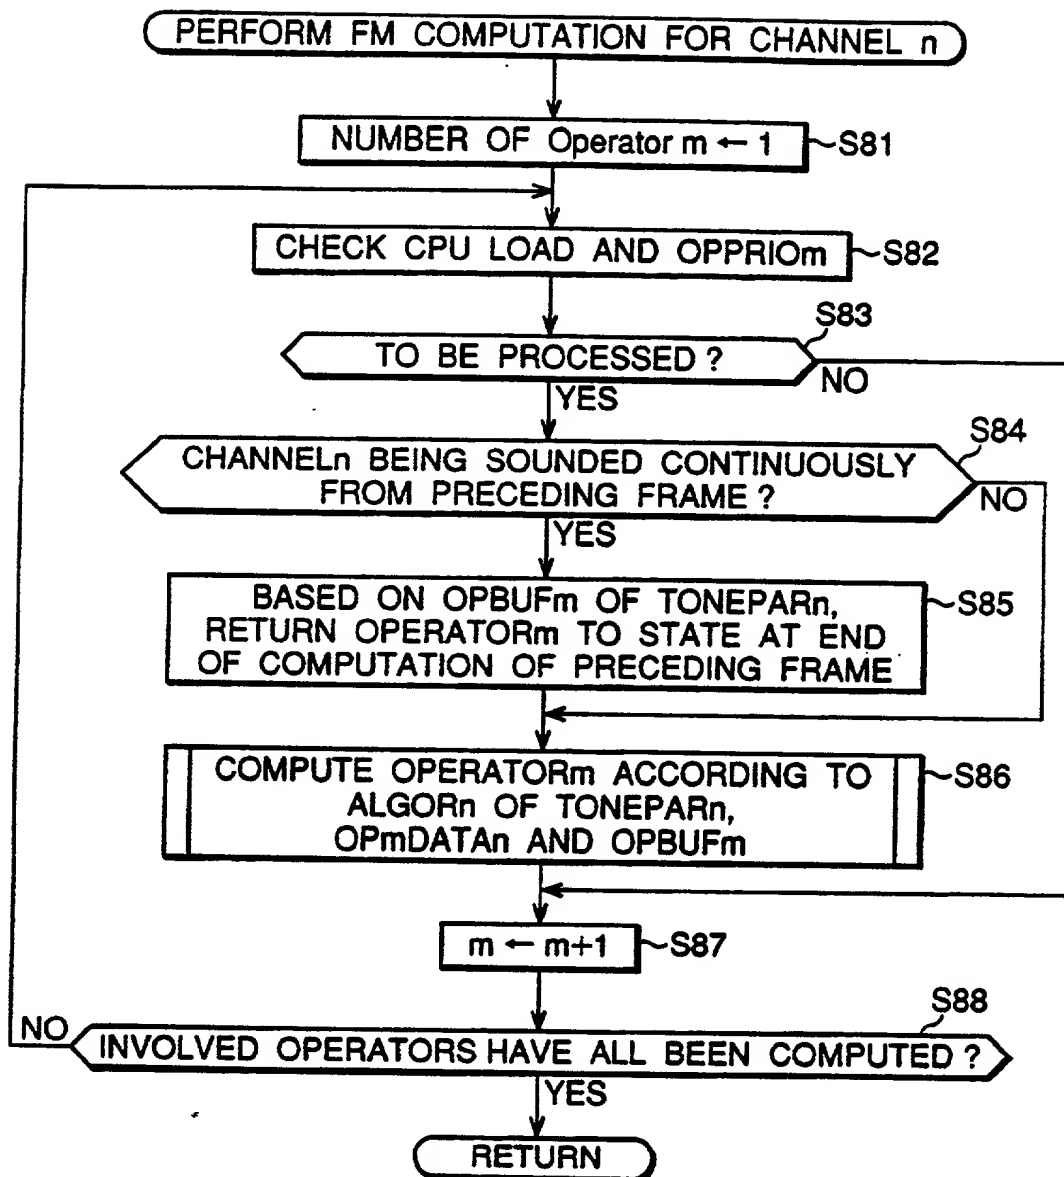 PERFORM FM COMPUTATION FOR CHANNEL n
NUMBER OF Operator m ← 1
S81
CHECK CPU LOAD AND OPPRIOm
S82
S83
TO BE PROCESSED ?
NO
YES
S84
CHANNELn BEING SOUNDED CONTINUOUSLY
FROM PRECEDING FRAME ?
NO
YES
BASED ON OPBUFm OF TONEPARn,
RETURN OPERATORm TO STATE AT END
OF COMPUTATION OF PRECEDING FRAME
S85
COMPUTE OPERATORm ACCORDING TO
ALGORn OF TONEPARn,
OPmDATAn AND OPBUFm
S86
m ← m+1
S87
S88
NO
INVOLVED OPERATORS HAVE ALL BEEN COMPUTED ?
YES
RETURN